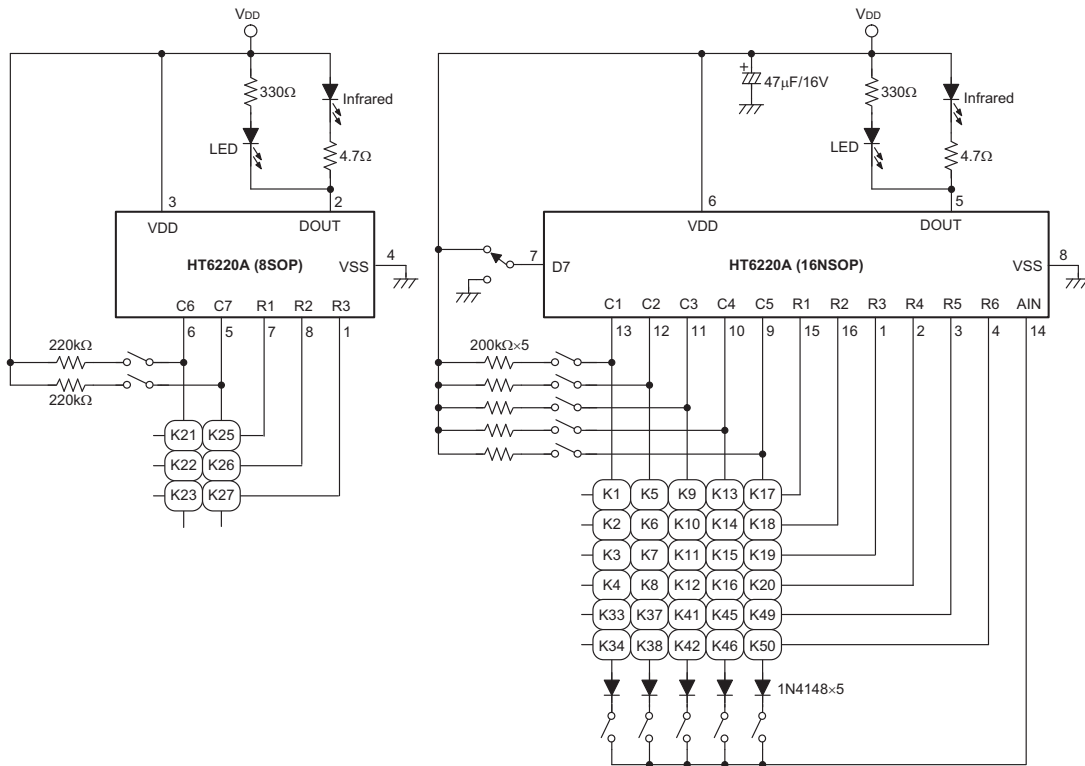 VDD
330Ω
Infrared
LED
4.7Ω
3
2
VDD
DOUT
HT6220A (8SOP)
VSS
4
C6
C7
R1
R2
R3
6
5
7
8
1
220kΩ
220kΩ
K21
K25
K22
K26
K23
K27
VDD
+
47μF/16V
330Ω
Infrared
LED
4.7Ω
6
5
VDD
DOUT
7
D7
HT6220A (16NSOP)
VSS
8
C1
C2
C3
C4
C5
R1
R2
R3
R4
R5
R6
AIN
13
12
11
10
9
15
16
1
2
3
4
14
200kΩ×5
K1
K5
K9
K13
K17
K2
K6
K10
K14
K18
K3
K7
K11
K15
K19
K4
K8
K12
K16
K20
K33
K37
K41
K45
K49
K34
K38
K42
K46
K50
1N4148×5